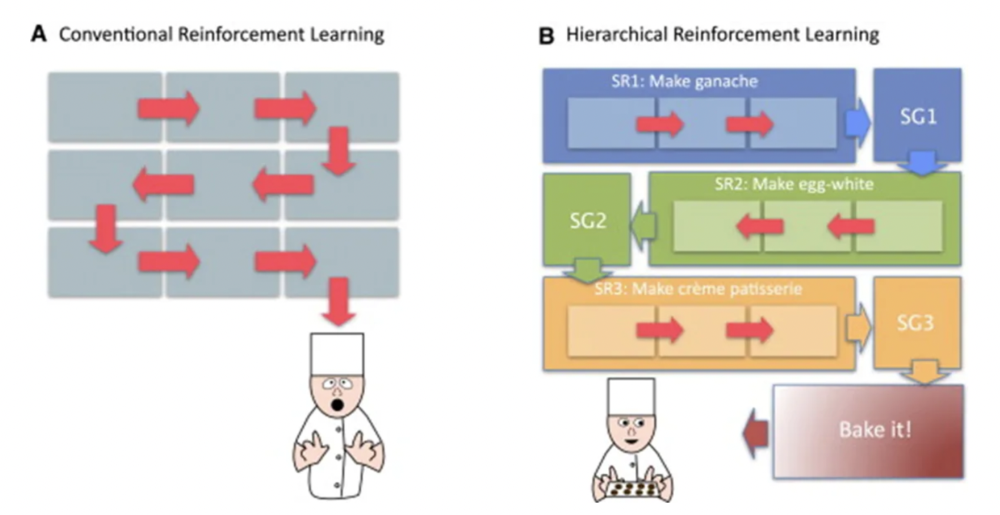 A Conventional Reinforcement Learning
B Hierarchical Reinforcement Learning
SR1: Make ganache
SG1
SR2: Make egg-white
SG2
SR3: Make crème patisserie
SG3
Bake it!